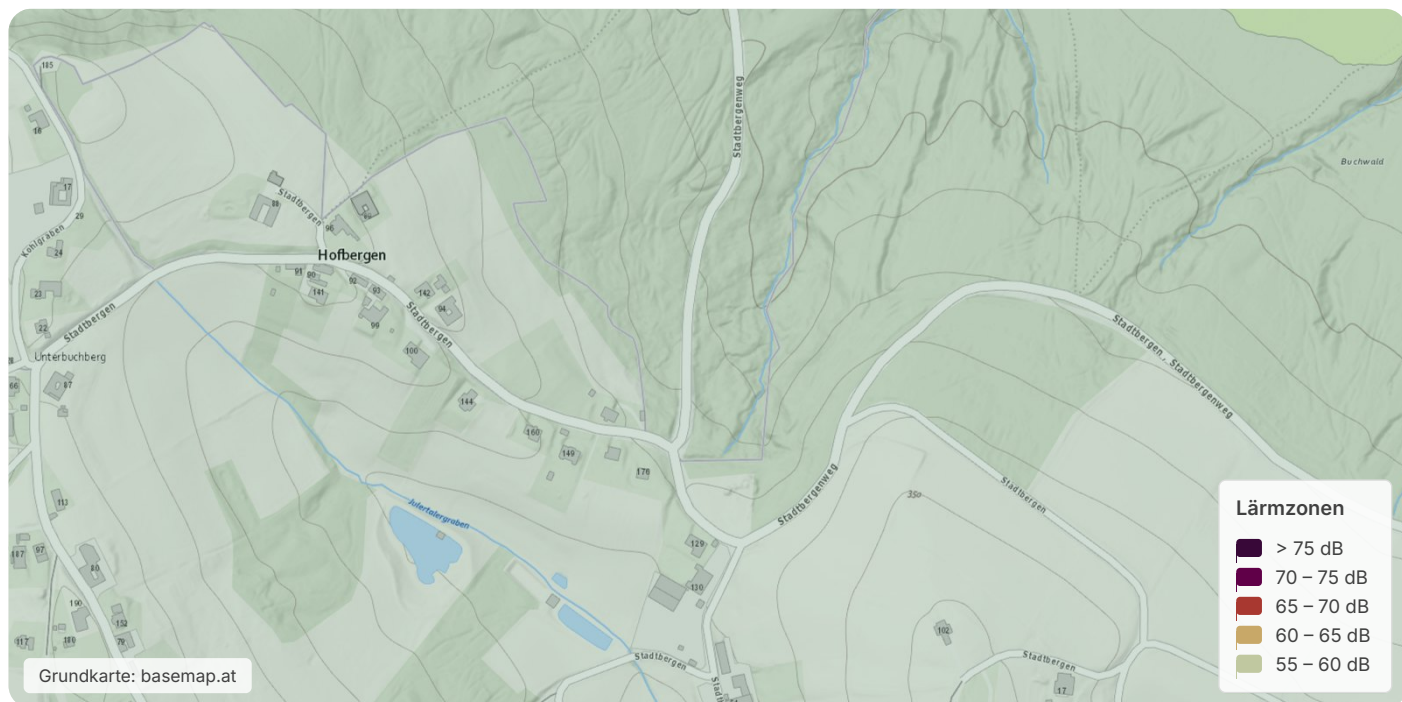 185
16
17
29
Kohlgraben
24
23
22
Stadtbergen
Unterbuchberg
66
87
88
Stadtbergen
96
Hofbergen
91
90
141
92
93
99
142
94
Stadtbergen
100
144
160
149
178
Stadtbergenweg
Buchwald
Stadtbergen, Stadtbergenweg
Stadtbergenweg
350
Stadtbergen
Julertalergraben
113
187
97
80
190
152
117
180
79
129
130
102
Stadtbergen
Stadtbergen
17
Lärmzonen
> 75 dB
70 – 75 dB
65 – 70 dB
60 – 65 dB
55 – 60 dB
Grundkarte: basemap.at